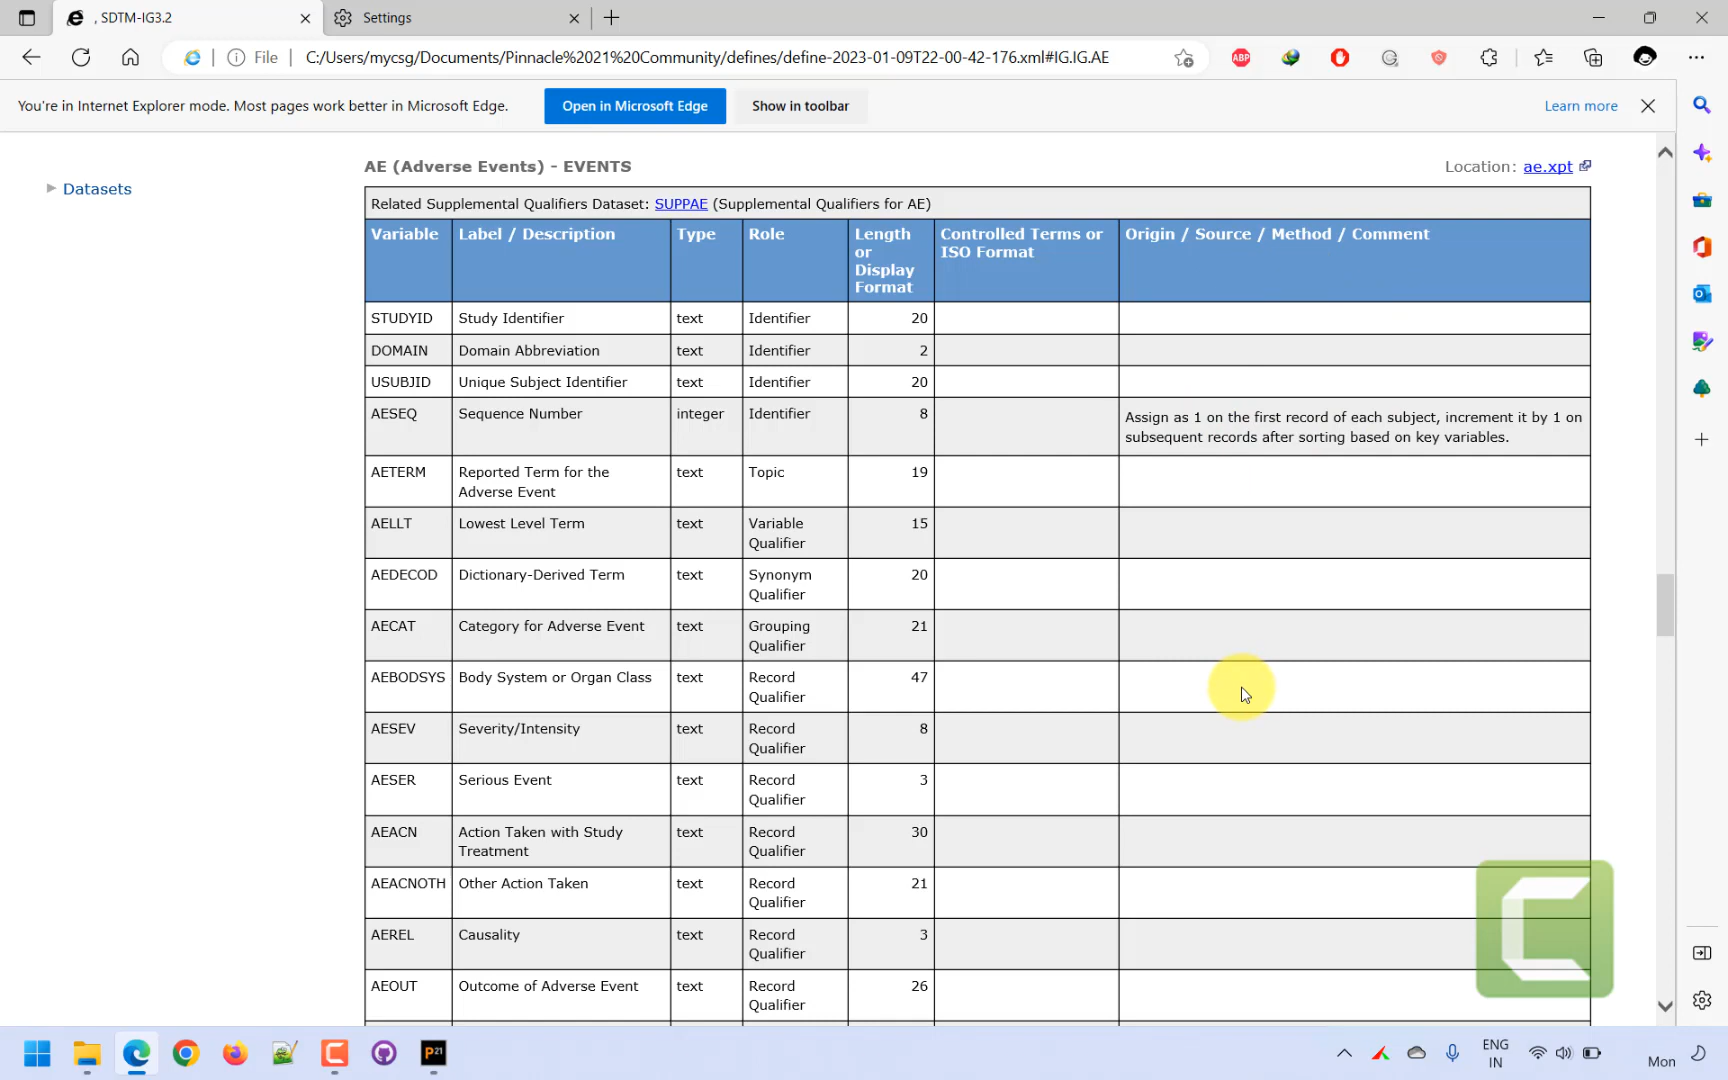 , SDTM-IG3.2
Settings
File
C:/Users/mycsg/Documents/Pinnacle%2021%20Community/defines/define-2023-01-09T22-00-42-176.xml#IG.IG.AE
ABP
You're in Internet Explorer mode. Most pages work better in Microsoft Edge.
Open in Microsoft Edge
Show in toolbar
Learn more
Datasets
AE (Adverse Events) - EVENTS
Location: ae.xpt
Related Supplemental Qualifiers Dataset: SUPPAE (Supplemental Qualifiers for AE)
Variable
Label / Description
Type
Role
Length
or
Display
Format
Controlled Terms or
ISO Format
Origin / Source / Method / Comment
STUDYID
Study Identifier
text
Identifier
20
DOMAIN
Domain Abbreviation
text
Identifier
2
USUBJID
Unique Subject Identifier
text
Identifier
20
AESEQ
Sequence Number
integer
Identifier
8
Assign as 1 on the first record of each subject, increment it by 1 on
subsequent records after sorting based on key variables.
AETERM
Reported Term for the
Adverse Event
text
Topic
19
AELLT
Lowest Level Term
text
Variable
Qualifier
15
AEDECOD
Dictionary-Derived Term
text
Synonym
Qualifier
20
AECAT
Category for Adverse Event
text
Grouping
Qualifier
21
AEBODSYS
Body System or Organ Class
text
Record
Qualifier
47
AESEV
Severity/Intensity
text
Record
Qualifier
8
AESER
Serious Event
text
Record
Qualifier
3
AEACN
Action Taken with Study
Treatment
text
Record
Qualifier
30
AEACNOTH
Other Action Taken
text
Record
Qualifier
21
AEREL
Causality
text
Record
Qualifier
3
AEOUT
Outcome of Adverse Event
text
Record
Qualifier
26
P21
ENG
IN
Mon